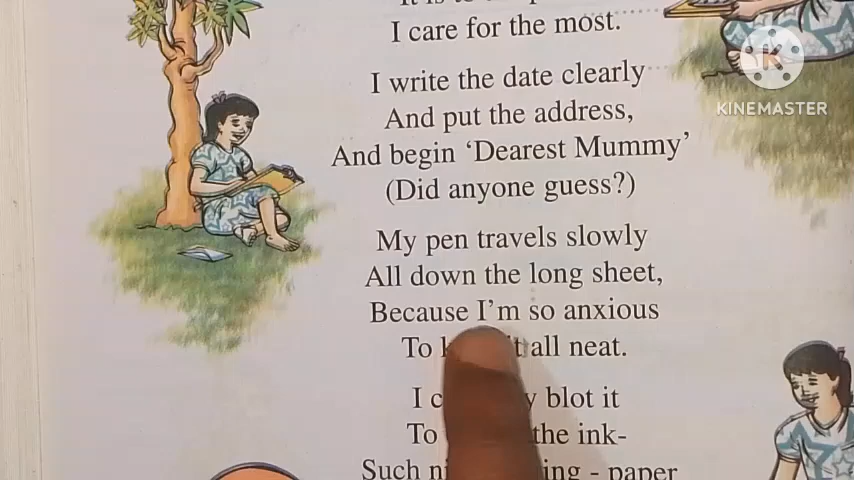 I care for the most.
I write the date clearly
And put the address,
And begin ‘Dearest Mummy’
(Did anyone guess?)
My pen travels slowly
All down the long sheet,
Because I’m so anxious
To all neat.
I blot it
To the ink-
Such - paper
KINEMASTER